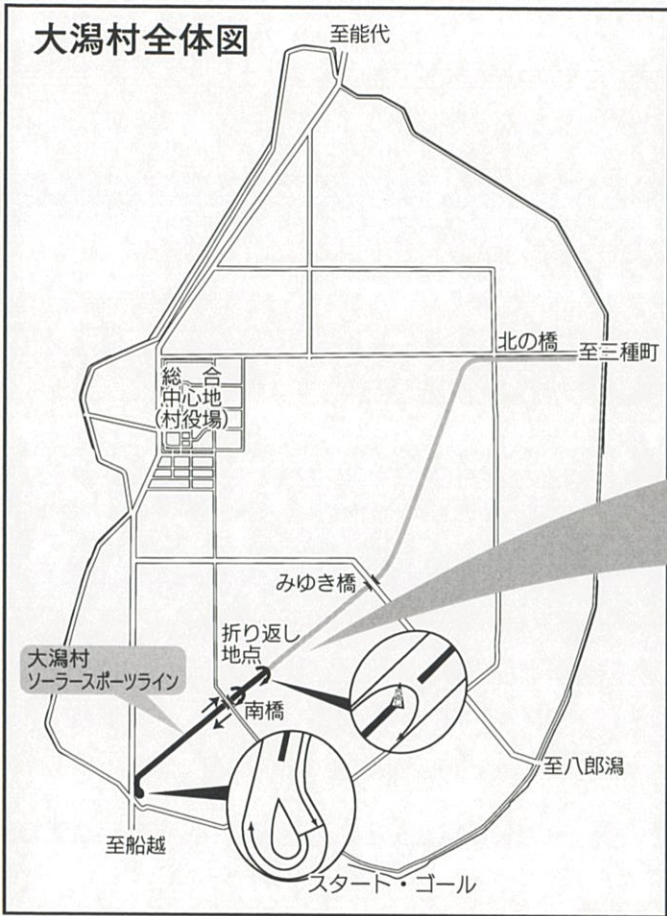 大潟村全体図
至能代
北の橋
至三種町
総合
中心地
(村役場)
みゆき橋
折り返し
地点
大潟村
ソーラースポーツライン
南橋
至八郎潟
至船越
スタート・ゴール